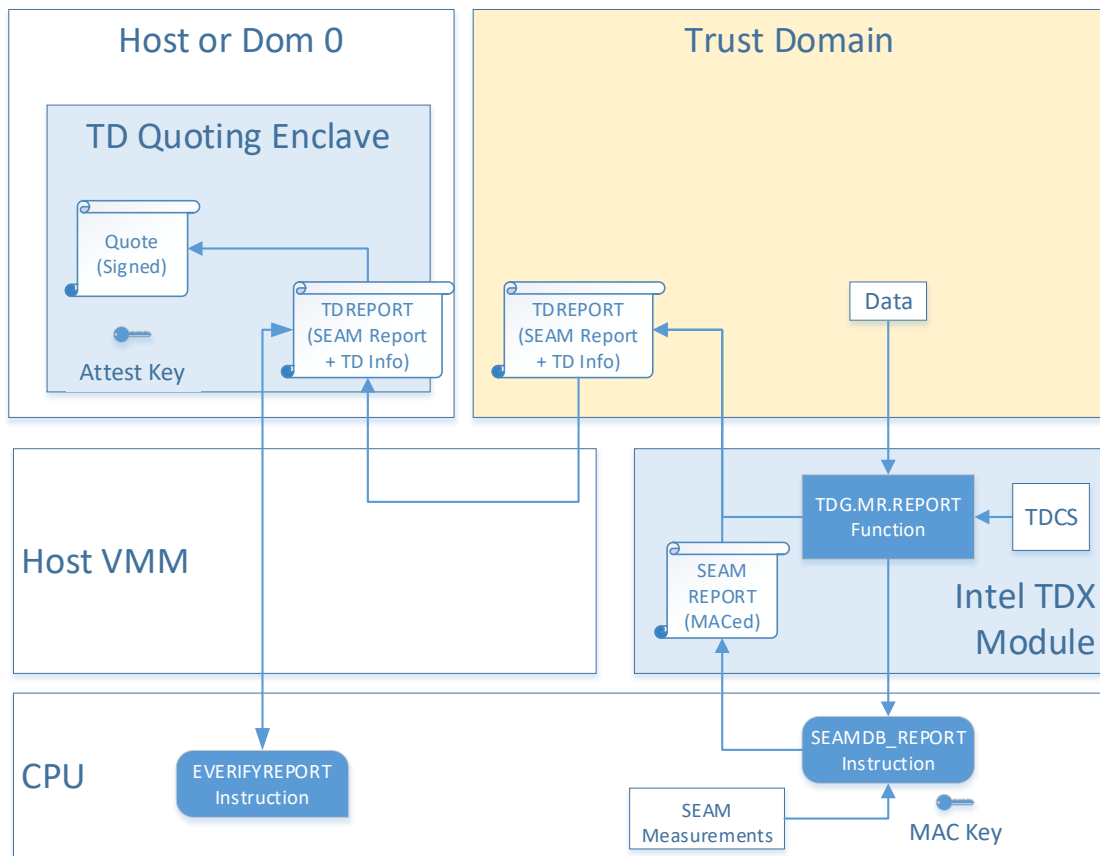 Host or Dom 0
TD Quoting Enclave
Quote
(Signed)
Attest Key
TDREPORT
(SEAM Report
+ TD Info)
Trust Domain
TDREPORT
(SEAM Report
+ TD Info)
Data
Host VMM
TDG.MR.REPORT
Function
TDCS
SEAM
REPORT
(MACed)
Intel TDX
Module
CPU
EVERIFYREPORT
Instruction
SEAMDB_REPORT
Instruction
SEAM
Measurements
MAC Key